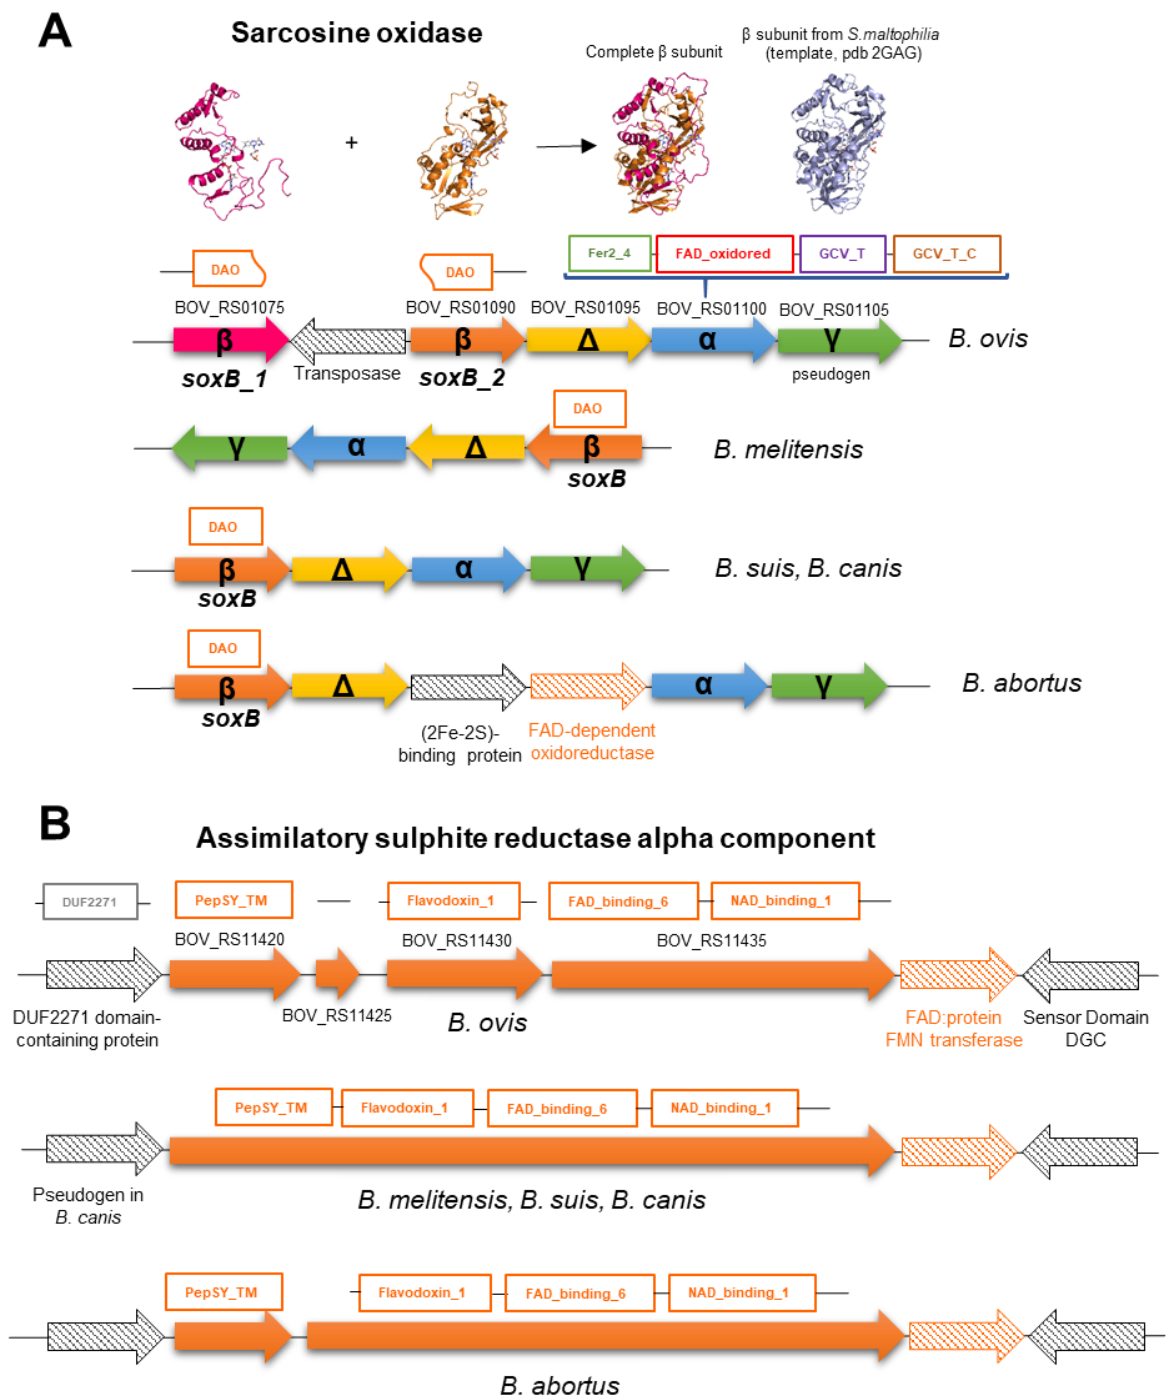 A
Sarcosine oxidase
Complete β subunit
β subunit from S.maltophilia
(template, pdb 2GAG)
+
DAO
DAO
Fer2_4
FAD_oxidored
GCV_T
GCV_T_C
BOV_RS01075
BOV_RS01090
BOV_RS01095
BOV_RS01100
BOV_RS01105
β
β
Δ
α
γ
B. ovis
soxB_1
Transposase
soxB_2
pseudogen
DAO
γ
α
Δ
β
B. melitensis
soxB
DAO
β
Δ
α
γ
B. suis, B. canis
soxB
DAO
β
Δ
α
γ
B. abortus
soxB
(2Fe-2S)-
binding protein
FAD-dependent
oxidoreductase
B
Assimilatory sulphite reductase alpha component
DUF2271
PepSY_TM
Flavodoxin_1
FAD_binding_6
NAD_binding_1
BOV_RS11420
BOV_RS11430
BOV_RS11435
DUF2271 domain-
containing protein
BOV_RS11425
B. ovis
FAD:protein
FMN transferase
Sensor Domain
DGC
PepSY_TM
Flavodoxin_1
FAD_binding_6
NAD_binding_1
Pseudogen in
B. canis
B. melitensis, B. suis, B. canis
PepSY_TM
Flavodoxin_1
FAD_binding_6
NAD_binding_1
B. abortus